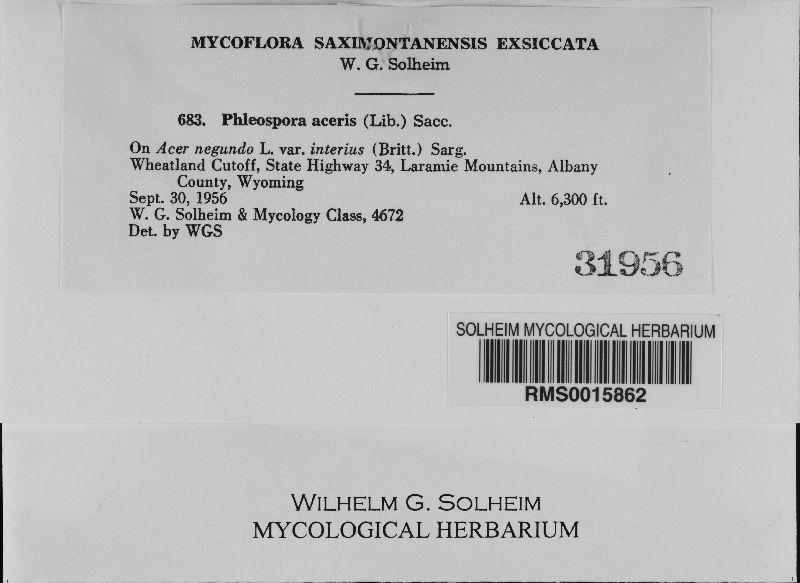 MYCOFLORA SAXIMONTANENSIS EXSICCATA
W. G. Solheim
683. Phleospora aceris (Lib.) Sacc.
On Acer negundo L. var. interius (Britt.) Sarg.
Wheatland Cutoff, State Highway 34, Laramie Mountains, Albany
County, Wyoming
Sept. 30, 1956 Alt. 6,300 ft.
W. G. Solheim & Mycology Class, 4672
Det. by WGS
31956
SOLHEIM MYCOLOGICAL HERBARIUM
RMS0015862
WILHELM G. SOLHEIM
MYCOLOGICAL HERBARIUM